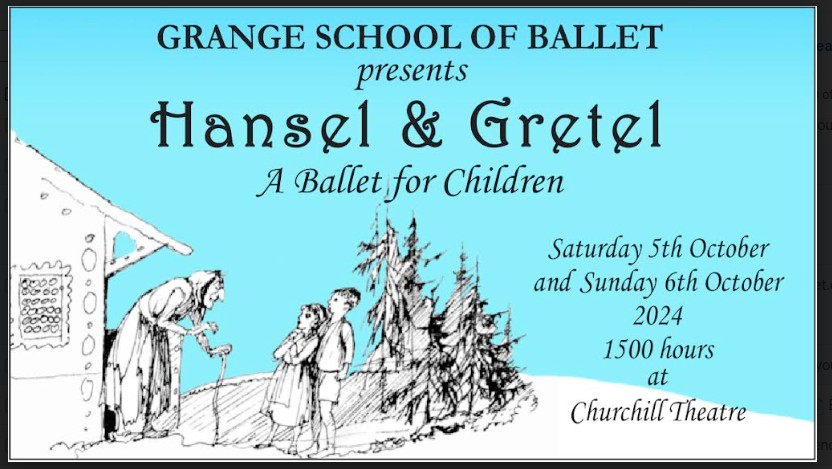 GRANGE SCHOOL OF BALLET
presents
Hansel & Gretel
A Ballet for Children
Saturday 5th October
and Sunday 6th October
2024
1500 hours
at
Churchill Theatre